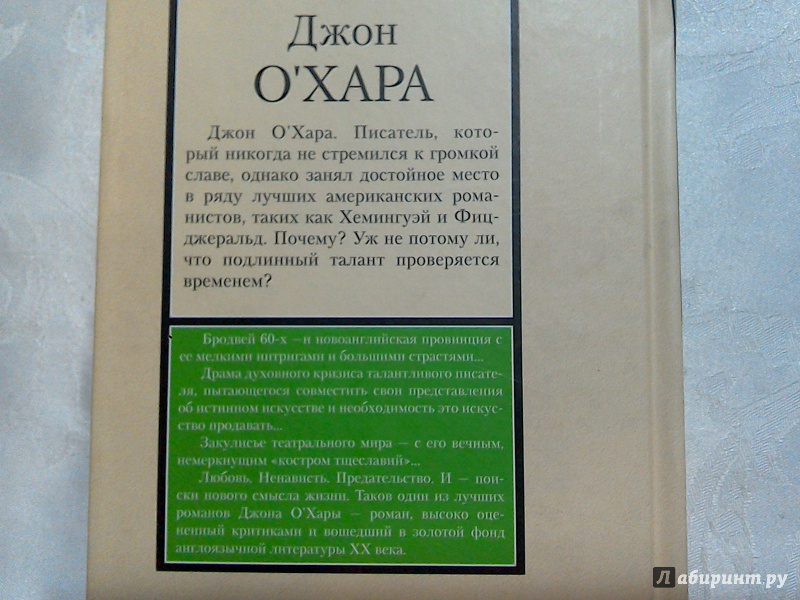 Джон
О'ХАРА
Джон О'Хара. Писатель, кото-
рый никогда не стремился к громкой
славе, однако занял достойное место
в ряду лучших американских рома-
нистов, таких как Хемингуэй и Фиц-
джеральд. Почему? Уж не потому ли,
что подлинный талант проверяется
временем?
Бродвей 60-х – и новоанглийская провинция с
ее мелкими интригами и большими страстями...
Драма духовного кризиса талантливого писате-
ля, пытающегося совместить свои представления
об истинном искусстве и необходимость это искус-
ство продавать...
Закулисье театрального мира – с его вечным,
немеркнущим «костром тщеславий»...
Любовь. Ненависть. Предательство. И – пои-
ски нового смысла жизни. Таков один из лучших
романов Джона О'Хары – роман, высоко оце-
ненный критиками и вошедший в золотой фонд
англоязычной литературы XX века.
Лабиринт.ру